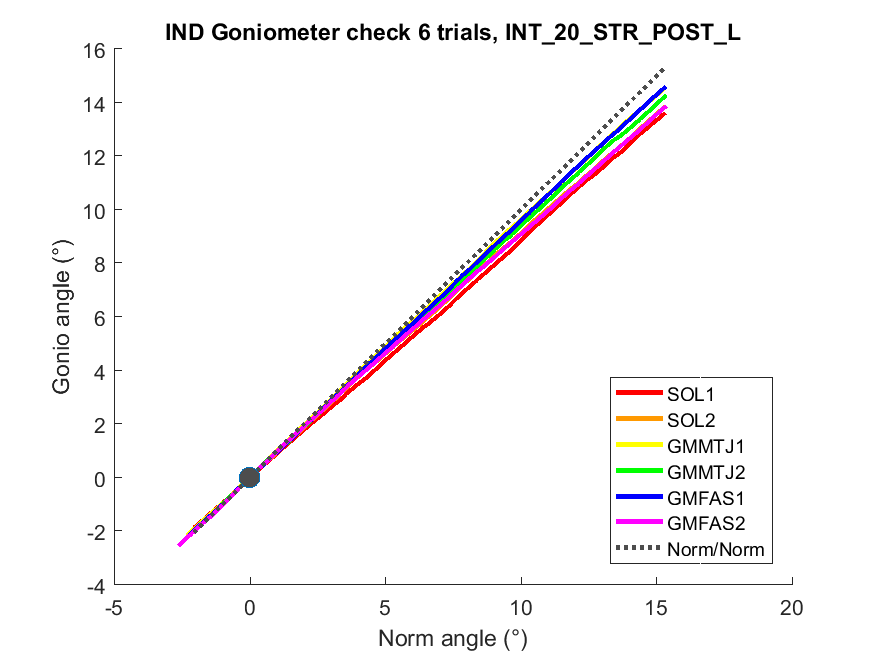 IND Goniometer check 6 trials, INT_20_STR_POST_L
16
14
12
10
8
6
4
2
0
-2
-4
Gonio angle (°)
-5
0
5
10
15
20
Norm angle (°)
SOL1
SOL2
GMMTJ1
GMMTJ2
GMFAS1
GMFAS2
Norm/Norm